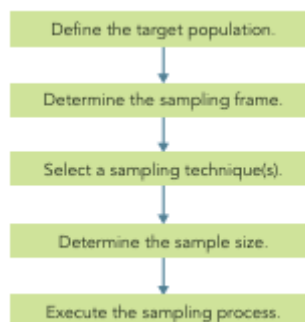 Define the target population.
Determine the sampling frame.
Select a sampling technique(s).
Determine the sample size.
Execute the sampling process.